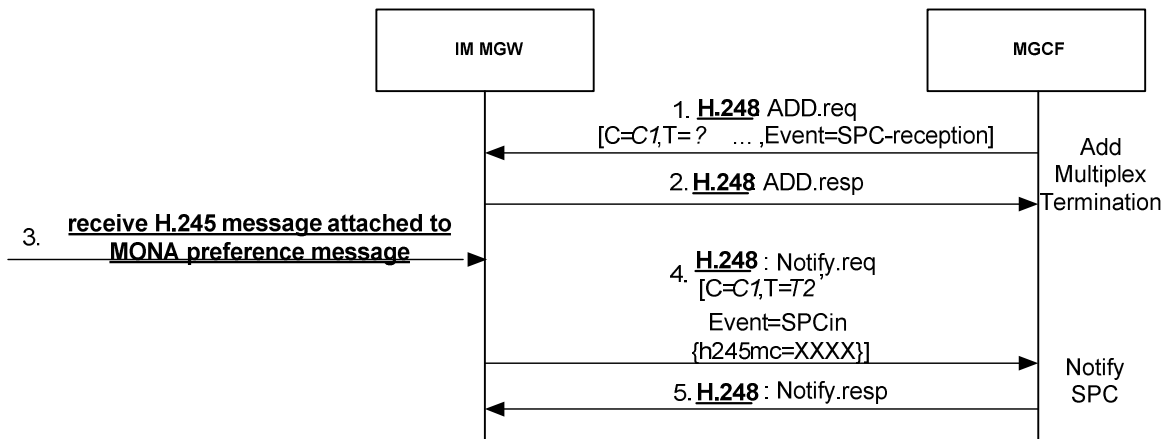 IM MGW
MGCF
1. H.248: ADD.req
[C=C1,T=? ... ,Event=SPC-reception]
Add
Multiplex
Termination
2. H.248: ADD.resp
3. receive H.245 message attached to
MONA preference message
4. H.248 : Notify.req
[C=C1,T=T2,
Event=SPCin
{h245mc=XXXX}]
Notify
SPC
5. H.248 : Notify.resp